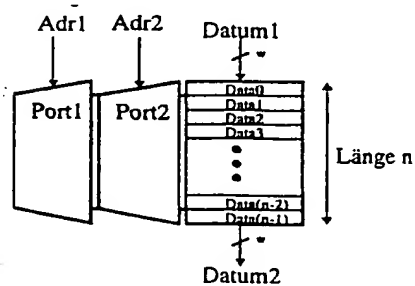 Adr1 Adr2 Datum1
w
Port1 Port2
Data0
Data1
Data2
Data3
Länge n
Data(n-2)
Data(n-1)
w
Datum2